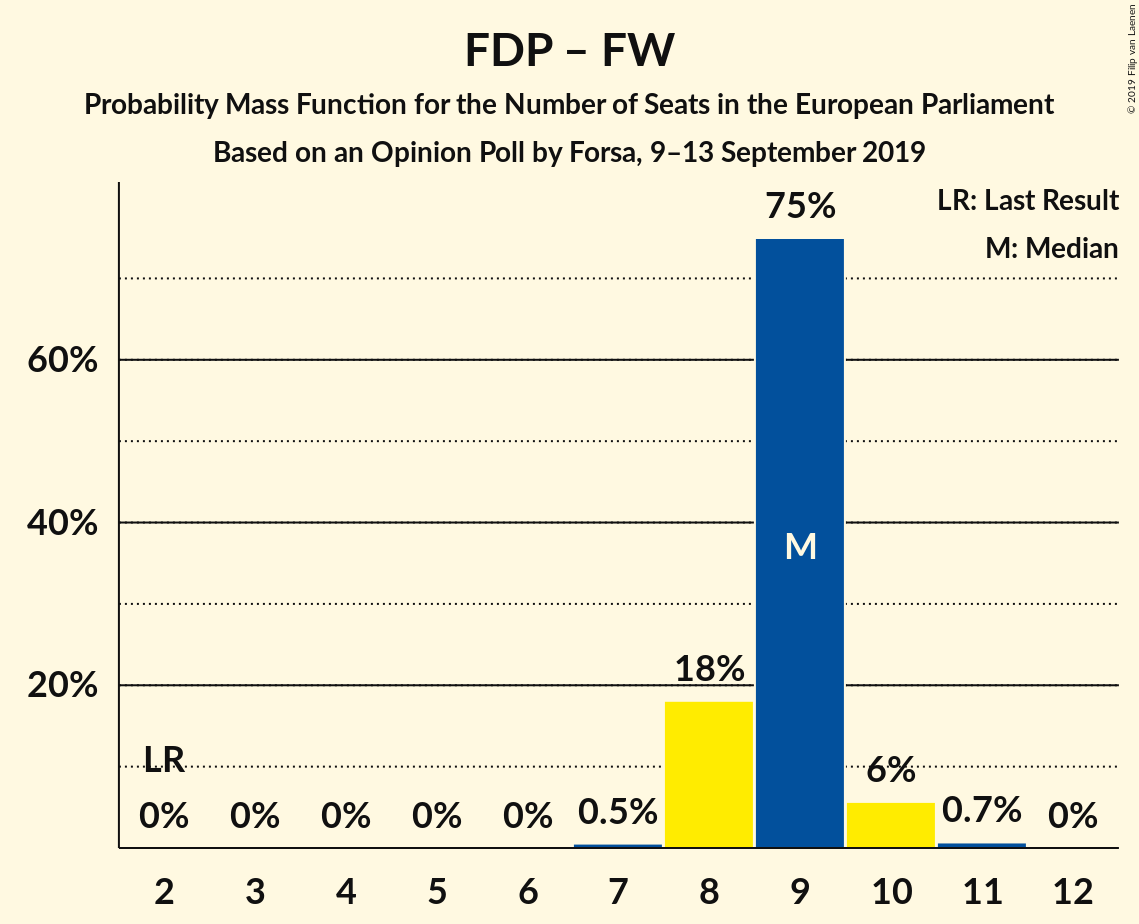 FDP – FW
Probability Mass Function for the Number of Seats in the European Parliament
Based on an Opinion Poll by Forsa, 9–13 September 2019
© 2019 Filip van Laenen
LR: Last Result
M: Median
75%
60%
40%
M
20%
18%
LR
6%
0%
0%
0%
0%
0%
0.5%
0.7%
0%
2 3 4 5 6 7 8 9 10 11 12